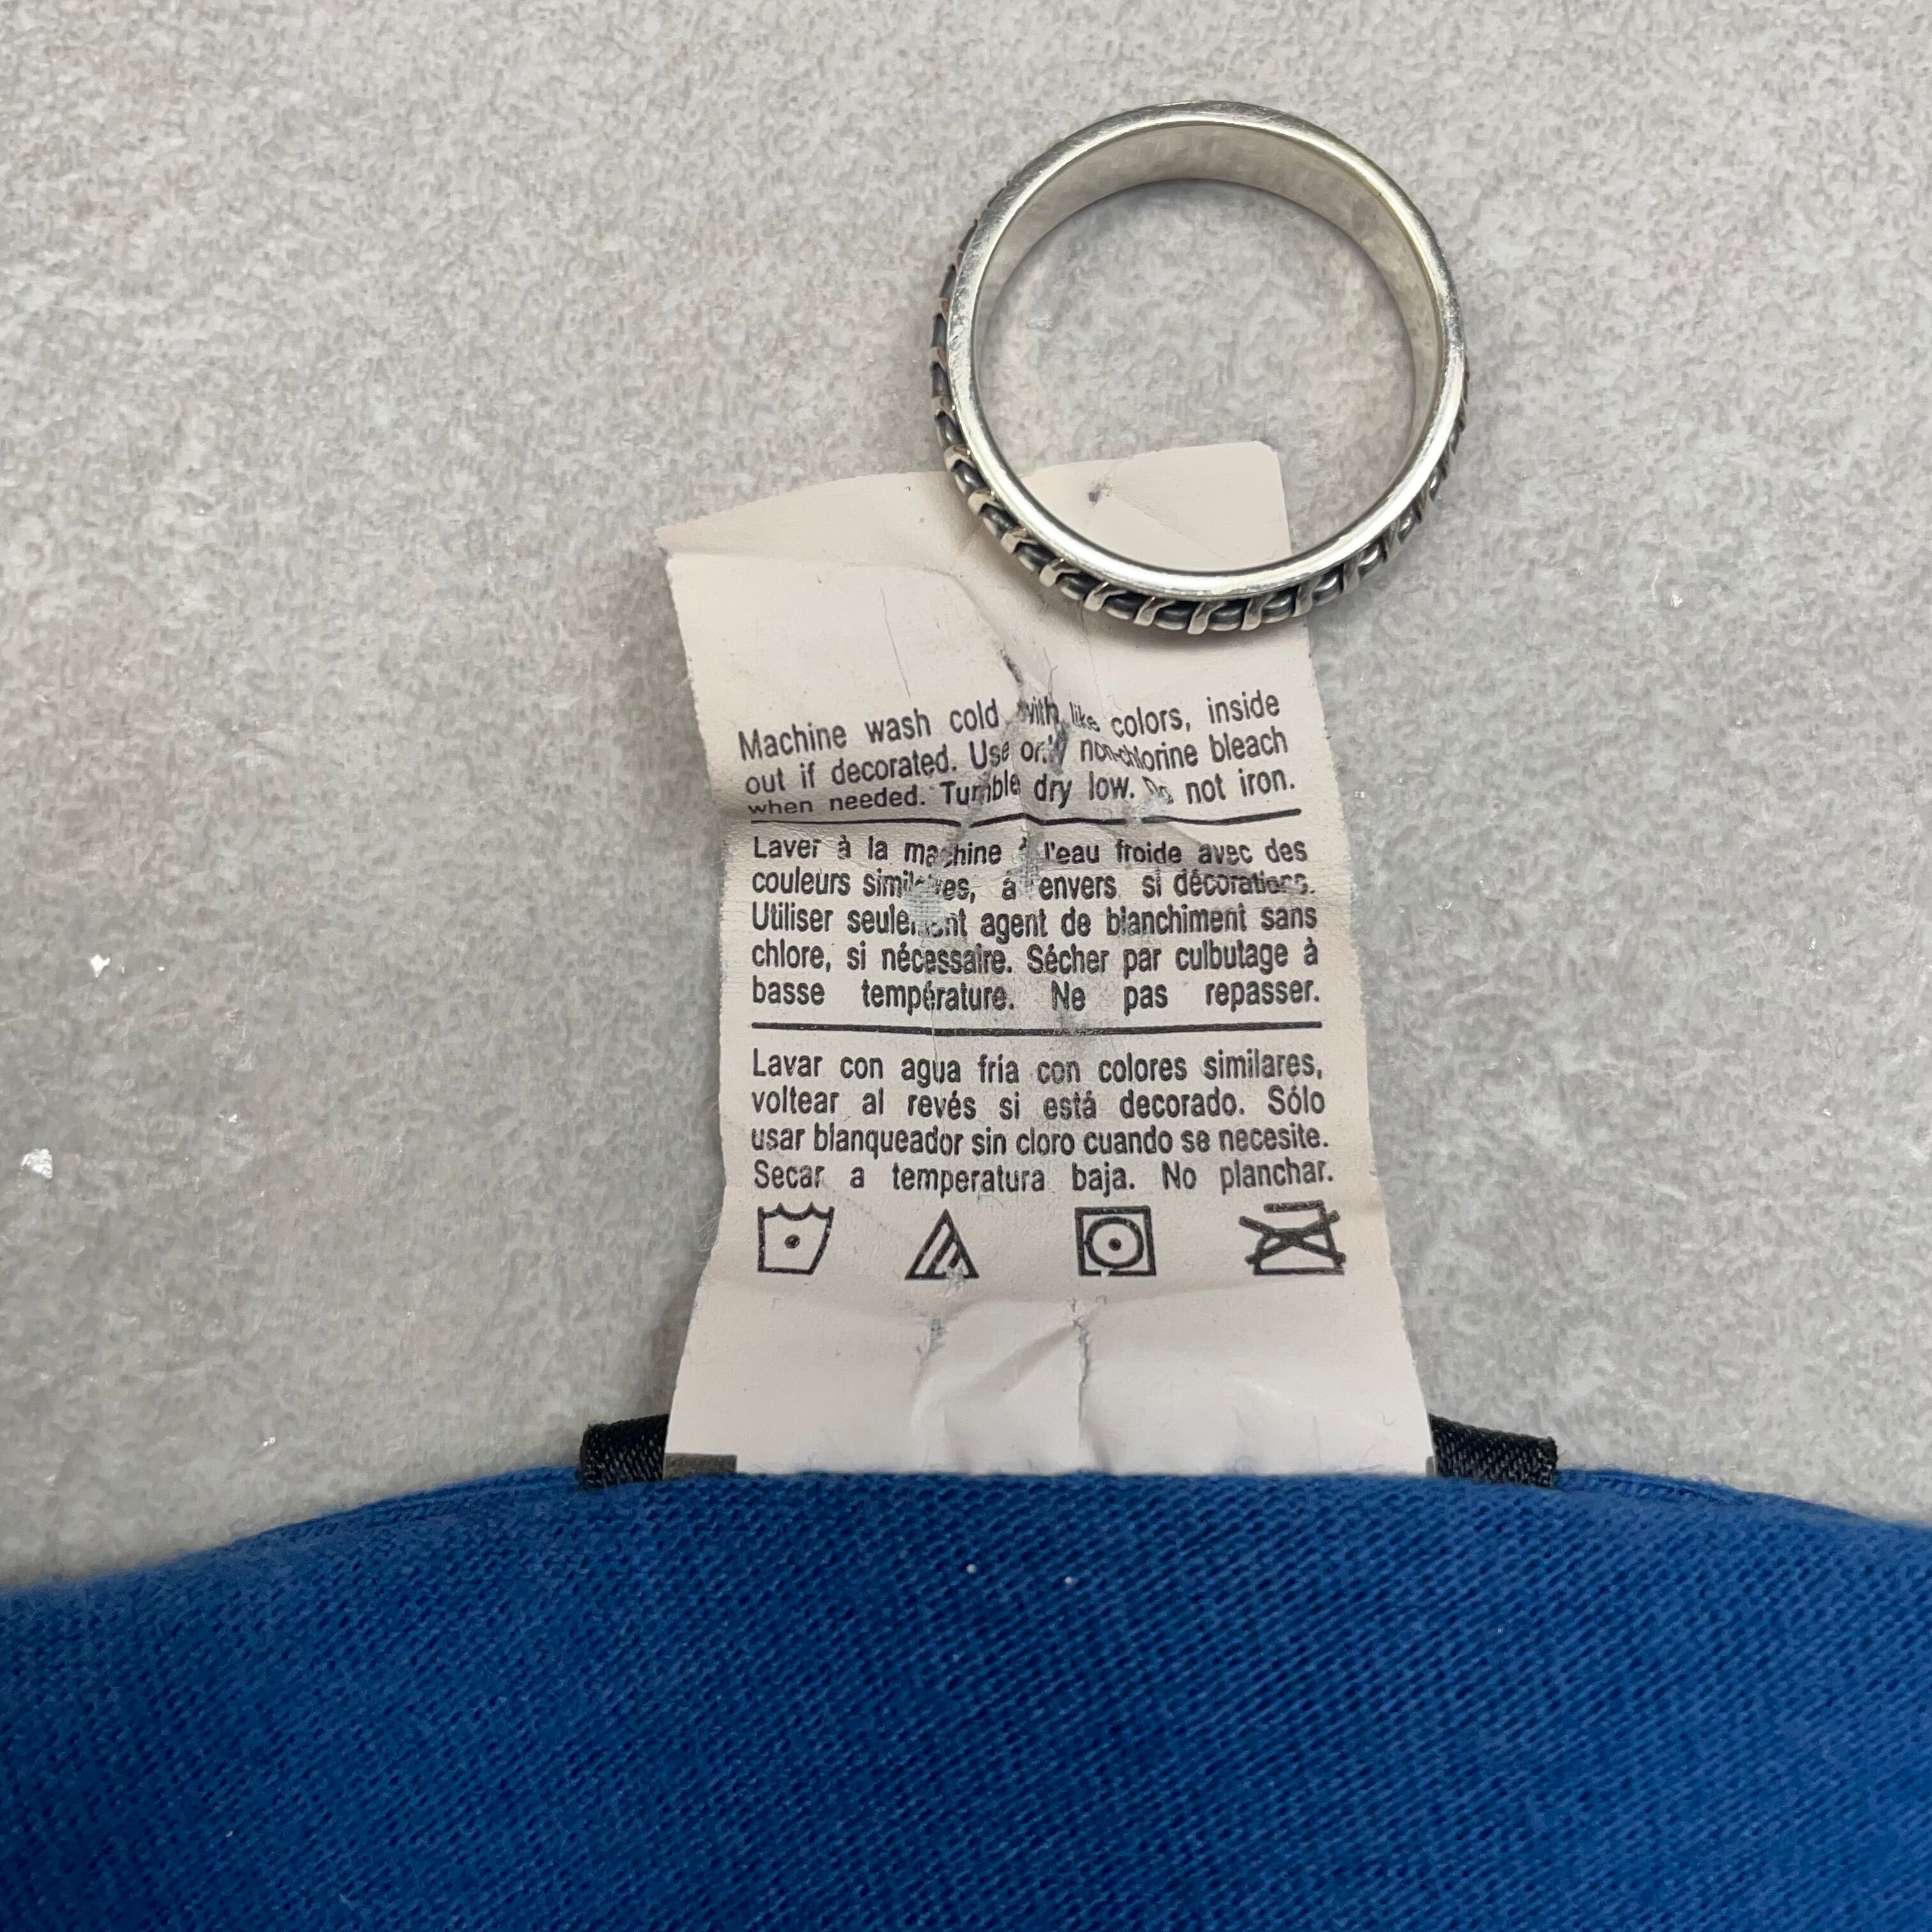 Machine wash cold with like colors, inside
out if decorated. Use only non-chlorine bleach
when needed. Tumble dry low. Do not iron.
Laver à la machine à l'eau froide avec des
couleurs similaires, à l'envers si décorations.
Utiliser seulement agent de blanchiment sans
chlore, si nécessaire. Sécher par culbutage à
basse température. Ne pas repasser.
Lavar con agua fría con colores similares,
voltear al revés si está decorado. Sólo
usar blanqueador sin cloro cuando se necesite.
Secar a temperatura baja. No planchar.